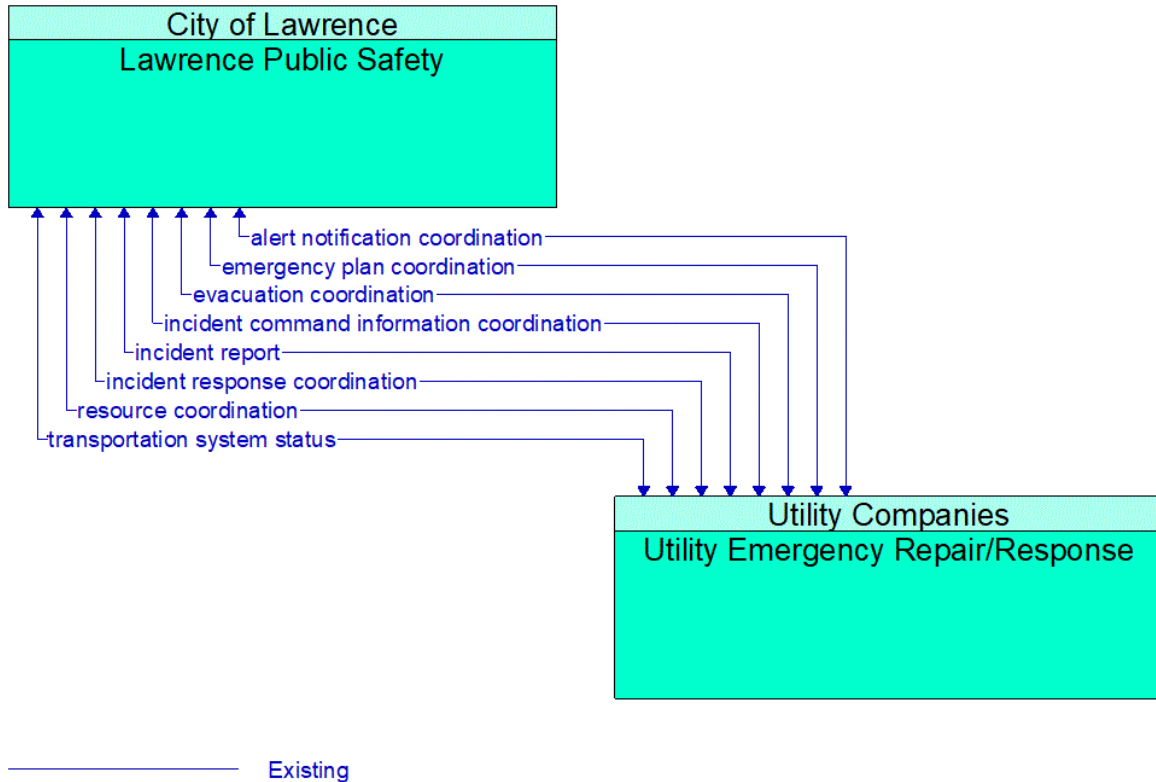 City of Lawrence
Lawrence Public Safety
alert notification coordination
emergency plan coordination
evacuation coordination
incident command information coordination
incident report
incident response coordination
resource coordination
transportation system status
Utility Companies
Utility Emergency Repair/Response
Existing